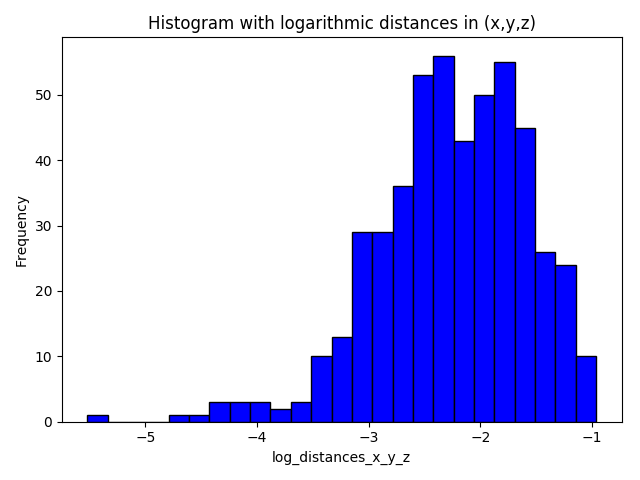 Histogram with logarithmic distances in (x,y,z)
Frequency
50
40
30
20
10
0
−5 −4 −3 −2 −1
log_distances_x_y_z